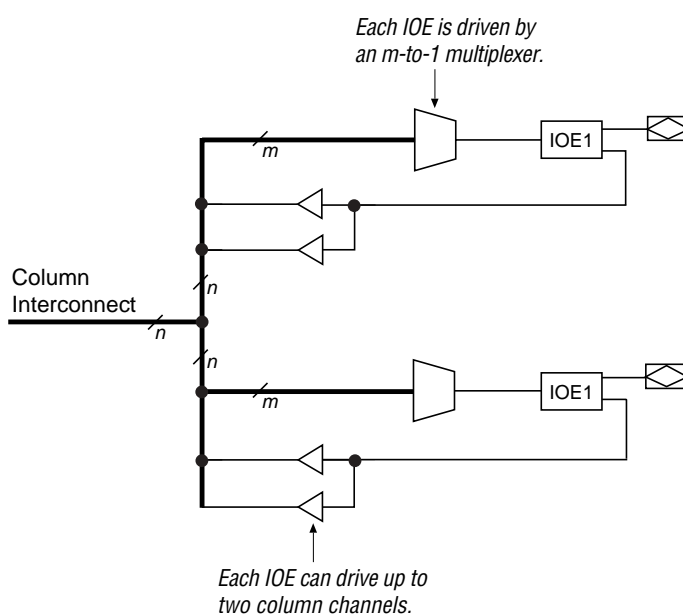 Each IOE is driven by
an m-to-1 multiplexer.
m
IOE1
n
Column
Interconnect
n
n
m
IOE1
Each IOE can drive up to
two column channels.